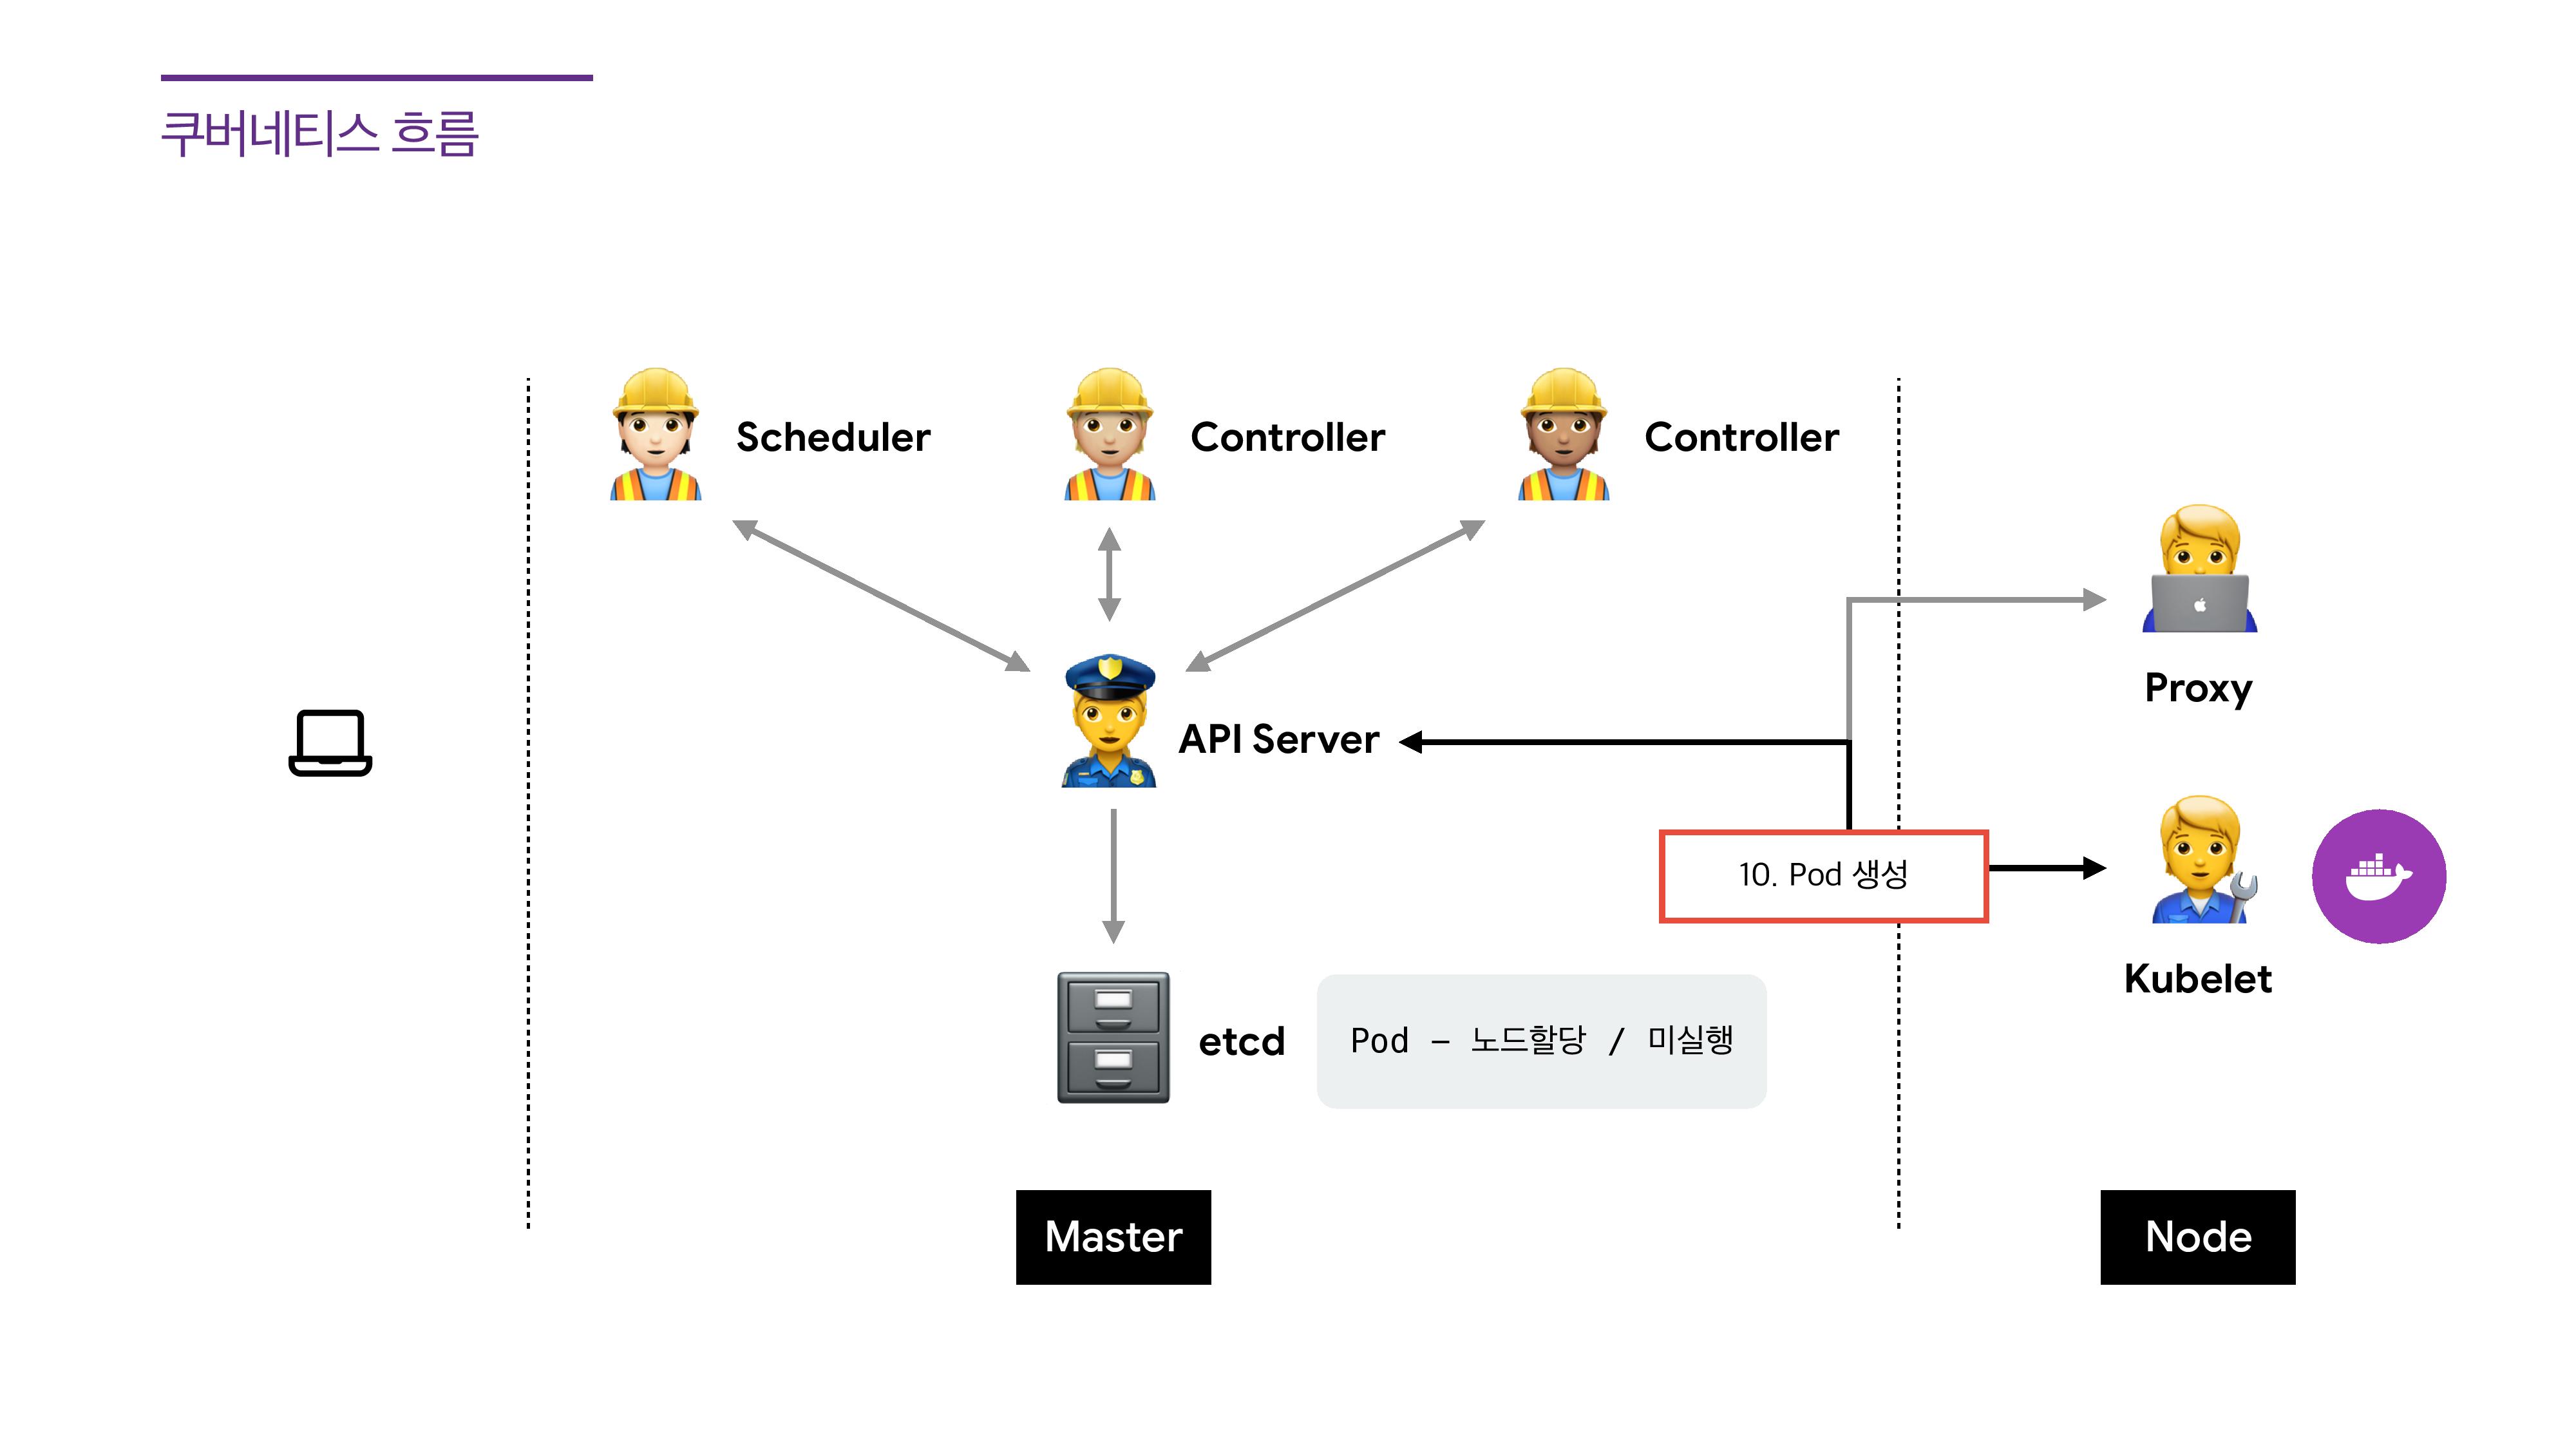 쿠버네티스 흐름
Scheduler
Controller
Controller
Proxy
API Server
10. Pod 생성
Kubelet
etcd
Pod - 노드할당 / 미실행
Master
Node